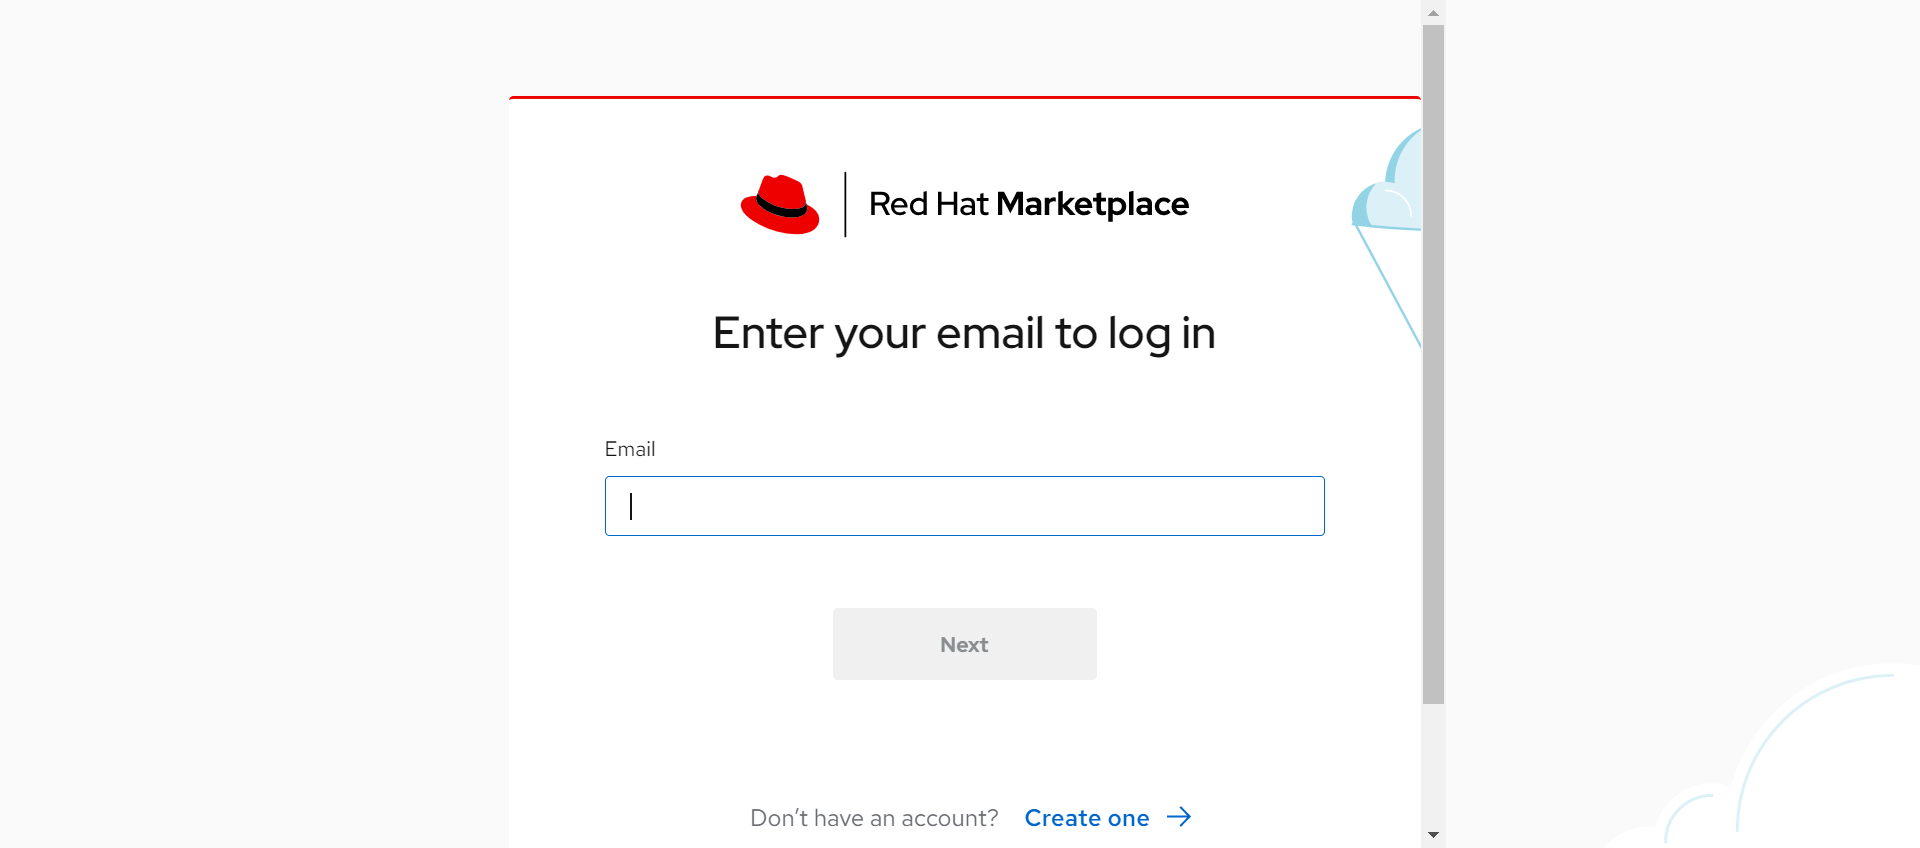 Red Hat Marketplace
Enter your email to log in
Email
Next
Don't have an account? Create one